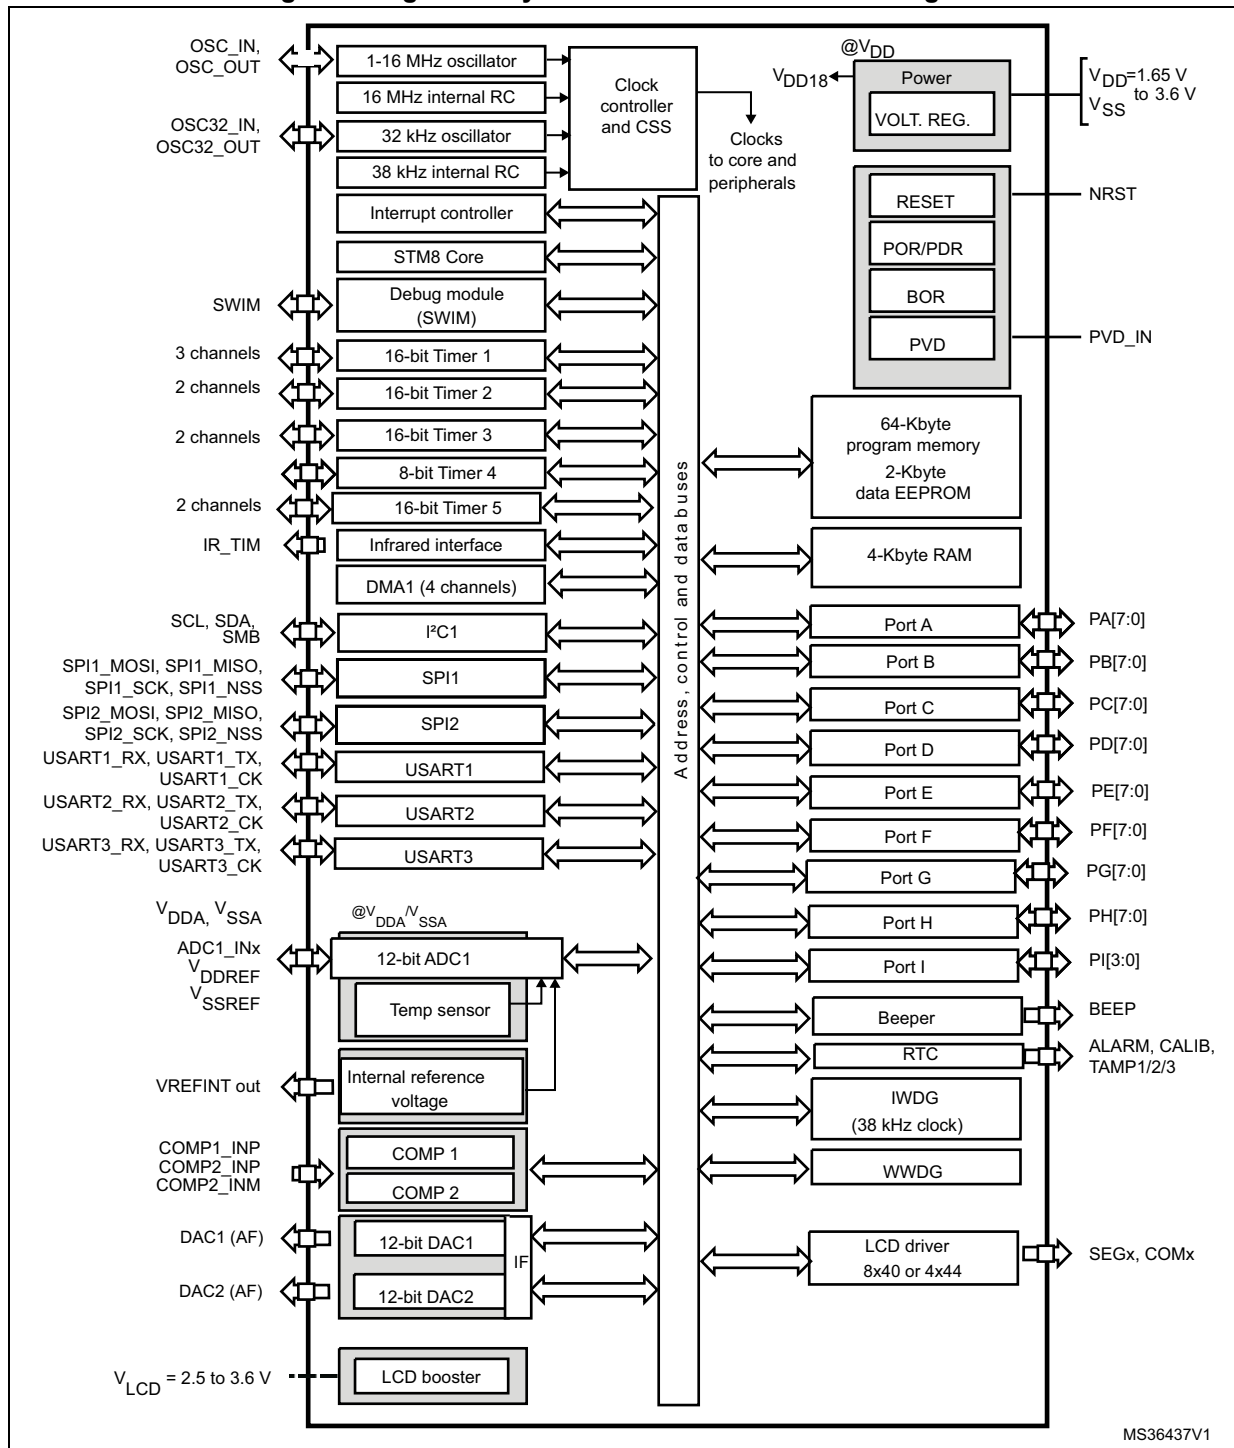 OSC_IN,
OSC_OUT
1-16 MHz oscillator
16 MHz internal RC
OSC32_IN,
OSC32_OUT
32 kHz oscillator
38 kHz internal RC
Clock
controller
and CSS
Clocks
to core and
peripherals
@VDD
VDD18
Power
VOLT. REG.
VDD=1.65 V
to 3.6 V
VSS
RESET
NRST
POR/PDR
BOR
PVD
PVD_IN
Interrupt controller
STM8 Core
SWIM
Debug module
(SWIM)
3 channels
16-bit Timer 1
2 channels
16-bit Timer 2
2 channels
16-bit Timer 3
8-bit Timer 4
2 channels
16-bit Timer 5
IR_TIM
Infrared interface
DMA1 (4 channels)
SCL, SDA,
SMB
I²C1
SPI1_MOSI, SPI1_MISO,
SPI1_SCK, SPI1_NSS
SPI1
SPI2_MOSI, SPI2_MISO,
SPI2_SCK, SPI2_NSS
SPI2
USART1_RX, USART1_TX,
USART1_CK
USART1
USART2_RX, USART2_TX,
USART2_CK
USART2
USART3_RX, USART3_TX,
USART3_CK
USART3
VDDA, VSSA
@VDDA/VSSA
ADC1_INx
VDDREF
VSSREF
12-bit ADC1
Temp sensor
VREFINT out
Internal reference
voltage
COMP1_INP
COMP2_INP
COMP2_INM
COMP 1
COMP 2
DAC1 (AF)
12-bit DAC1
IF
DAC2 (AF)
12-bit DAC2
VLCD = 2.5 to 3.6 V
LCD booster
Address, control and data buses
64-Kbyte
program memory
2-Kbyte
data EEPROM
4-Kbyte RAM
Port A
PA[7:0]
Port B
PB[7:0]
Port C
PC[7:0]
Port D
PD[7:0]
Port E
PE[7:0]
Port F
PF[7:0]
Port G
PG[7:0]
Port H
PH[7:0]
Port I
PI[3:0]
Beeper
BEEP
RTC
ALARM, CALIB,
TAMP1/2/3
IWDG
(38 kHz clock)
WWDG
LCD driver
8x40 or 4x44
SEGx, COMx
MS36437V1